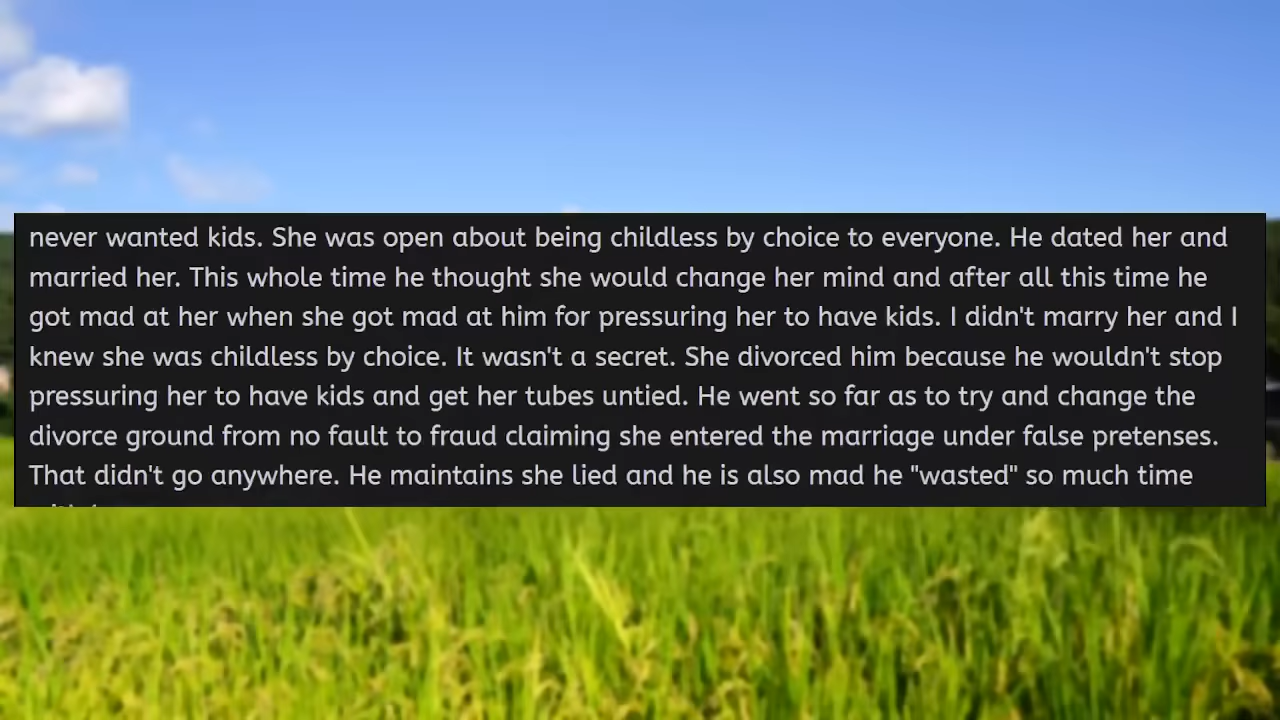 never wanted kids. She was open about being childless by choice to everyone. He dated her and
married her. This whole time he thought she would change her mind and after all this time he
got mad at her when she got mad at him for pressuring her to have kids. I didn't marry her and I
knew she was childless by choice. It wasn't a secret. She divorced him because he wouldn't stop
pressuring her to have kids and get her tubes untied. He went so far as to try and change the
divorce ground from no fault to fraud claiming she entered the marriage under false pretenses.
That didn't go anywhere. He maintains she lied and he is also mad he "wasted" so much time